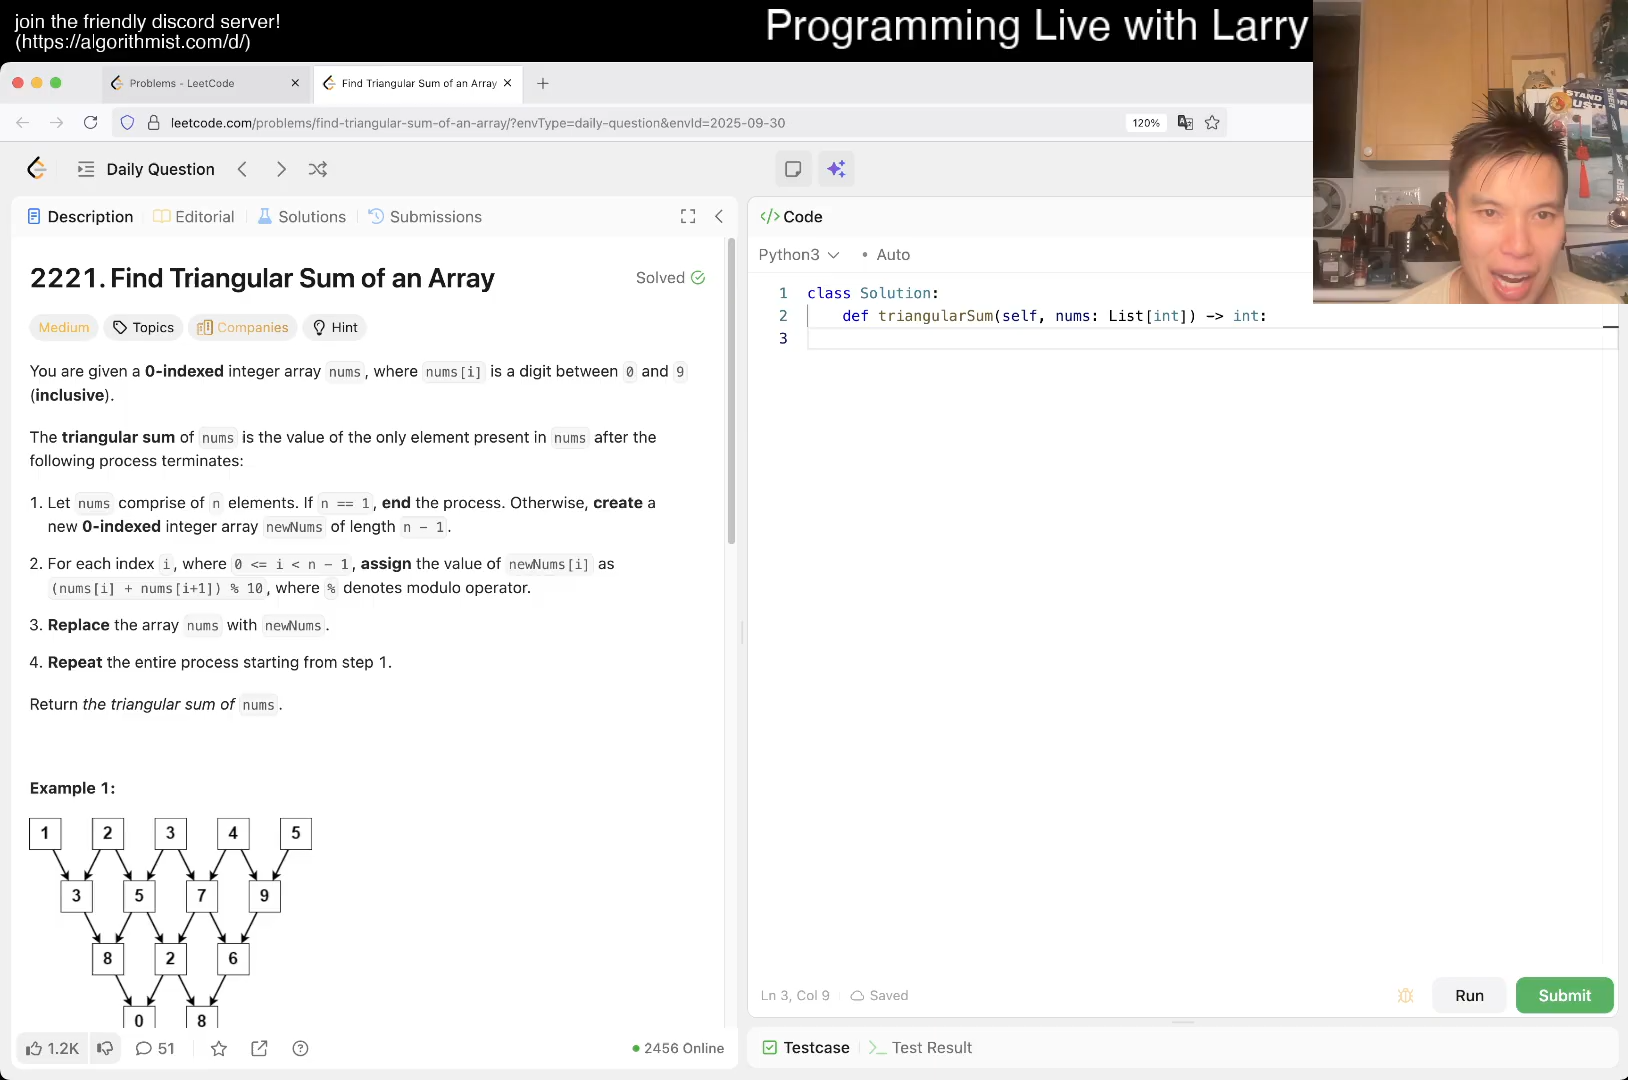 join the friendly discord server!
(https://algorithmist.com/d/)
Programming Live with Larry
Problems - LeetCode
Find Triangular Sum of an Array
leetcode.com/problems/find-triangular-sum-of-an-array/?envType=daily-question&envId=2025-09-30
120%
Daily Question
Description
Editorial
Solutions
Submissions
</> Code
Python3
• Auto
2221. Find Triangular Sum of an Array
Solved
Medium
Topics
Companies
Hint
1 class Solution:
2 def triangularSum(self, nums: List[int]) -> int:
3
You are given a 0-indexed integer array nums, where nums[i] is a digit between 0 and 9
(inclusive).
The triangular sum of nums is the value of the only element present in nums after the
following process terminates:
1. Let nums comprise of n elements. If n == 1, end the process. Otherwise, create a
new 0-indexed integer array newNums of length n - 1.
2. For each index i, where 0 <= i < n - 1, assign the value of newNums[i] as
(nums[i] + nums[i+1]) % 10, where % denotes modulo operator.
3. Replace the array nums with newNums.
4. Repeat the entire process starting from step 1.
Return the triangular sum of nums.
Example 1:
1 2 3 4 5
3 5 7 9
8 2 6
0 8
1.2K
51
2456 Online
Ln 3, Col 9
Saved
Run
Submit
Testcase
Test Result
STAND